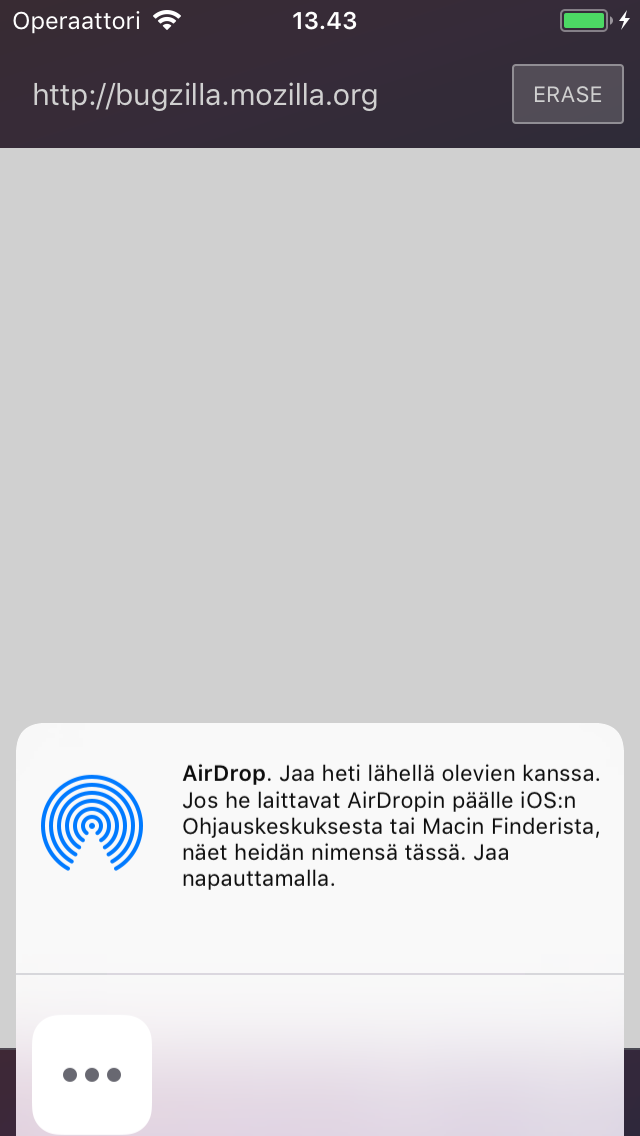 Operaattori
13.43
http://bugzilla.mozilla.org
ERASE
AirDrop. Jaa heti lähellä olevien kanssa.
Jos he laittavat AirDropin päälle iOS:n
Ohjauskeskuksesta tai Macin Finderista,
näet heidän nimensä tässä. Jaa
napauttamalla.